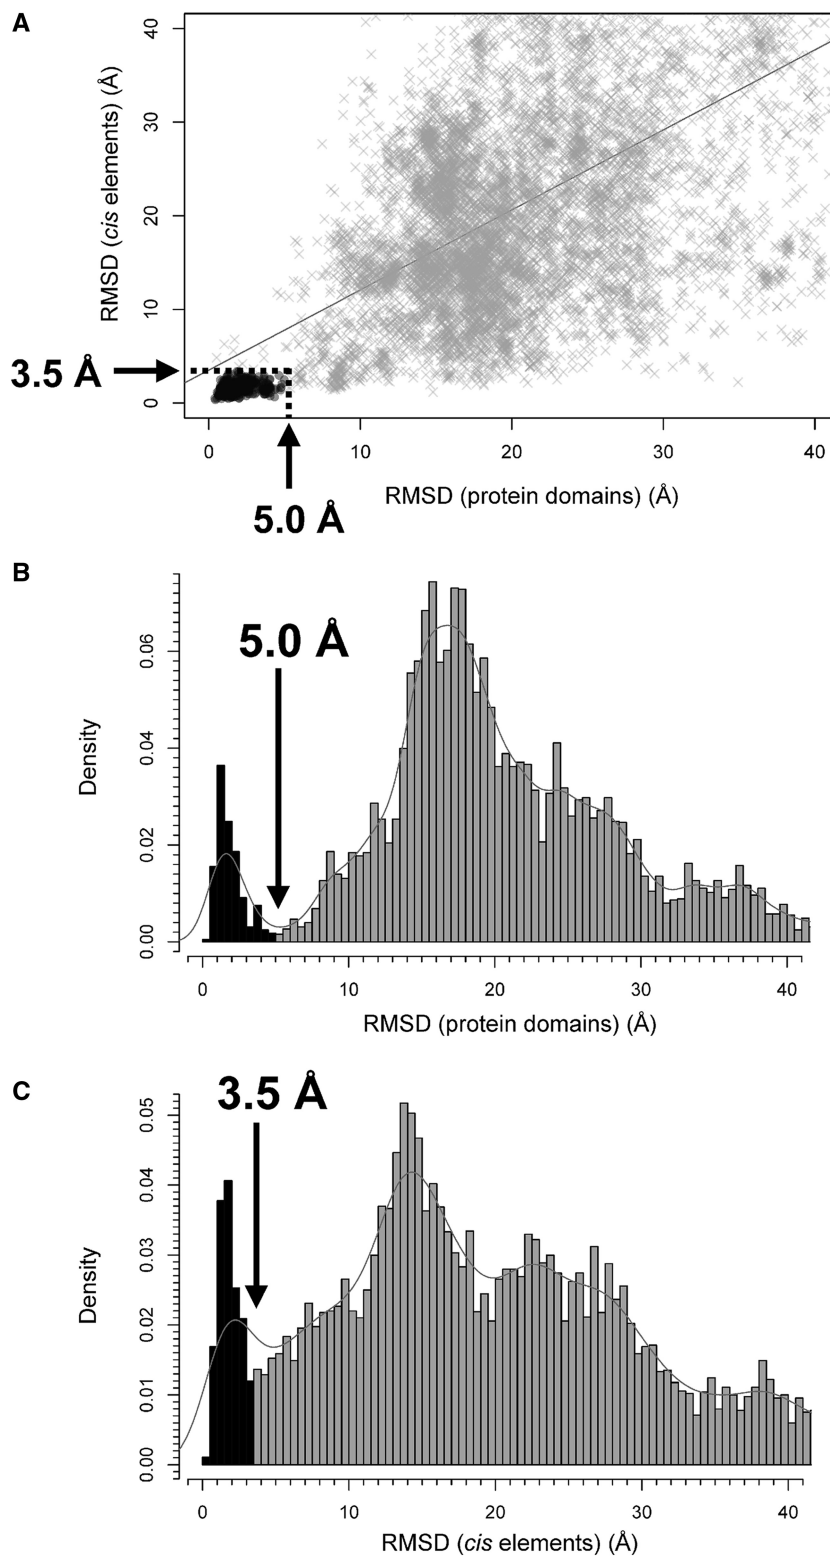 A
RMSD (cis elements) (Å)
40
30
20
10
0
3.5 Å
0 10 20 30 40
RMSD (protein domains) (Å)
5.0 Å
B
5.0 Å
Density
0.06
0.04
0.02
0.00
0 10 20 30 40
RMSD (protein domains) (Å)
C
3.5 Å
Density
0.05
0.04
0.03
0.02
0.01
0.00
0 10 20 30 40
RMSD (cis elements) (Å)